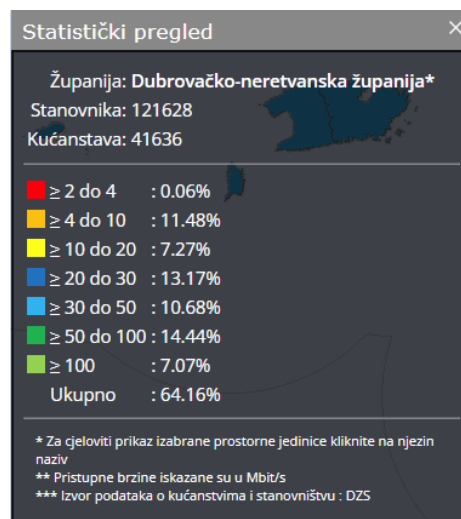 Statistički pregled
Županija: Dubrovačko-neretvanska županija*
Stanovnika: 121628
Kućanstava: 41636
≥ 2 do 4 : 0.06%
≥ 4 do 10 : 11.48%
≥ 10 do 20 : 7.27%
≥ 20 do 30 : 13.17%
≥ 30 do 50 : 10.68%
≥ 50 do 100 : 14.44%
≥ 100 : 7.07%
Ukupno : 64.16%
* Za cjeloviti prikaz izabrane prostorne jedinice kliknite na njezin
naziv
** Pristupne brzine iskazane su u Mbit/s
*** Izvor podataka o kućanstvima i stanovništvu : DZS